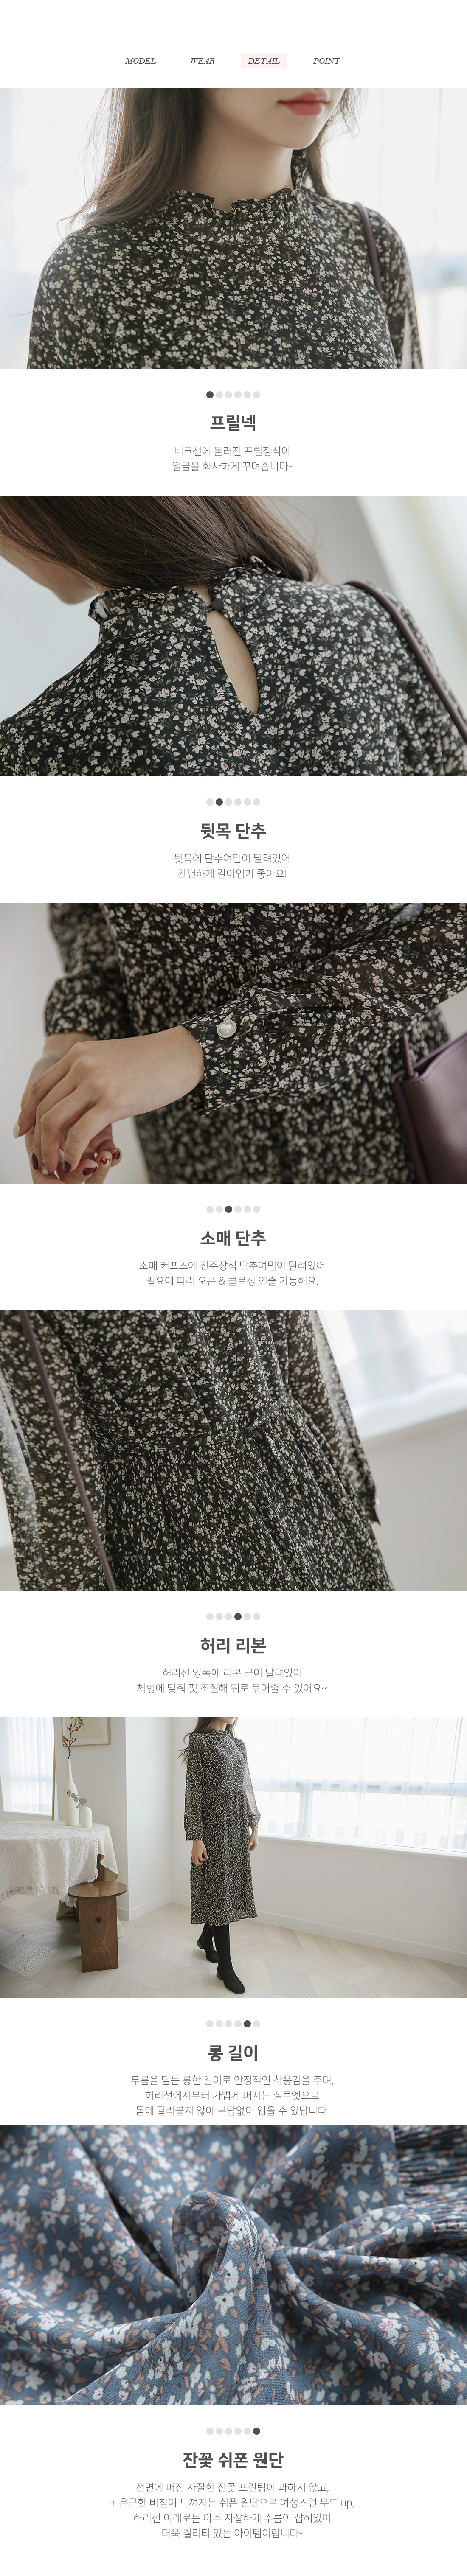 MODEL WEAR DETAIL POINT
프릴넥
네크선에 둘러진 프릴장식이
얼굴을 화사하게 꾸며줍니다~
뒷목 단추
뒷목에 단추여밈이 달려있어
간편하게 갈아입기 좋아요!
소매 단추
소매 커프스에 진주장식 단추여밈이 달려있어
필요에 따라 오픈 & 클로징 연출 가능해요.
허리 리본
허리선 양쪽에 리본 끈이 달려있어
체형에 맞춰 핏 조절해 뒤로 묶어줄 수 있어요~
롱 길이
무릎을 덮는 롱한 길이로 안정적인 착용감을 주며,
허리선에서부터 가볍게 퍼지는 실루엣으로
몸에 달라붙지 않아 부담없이 입을 수 있답니다.
잔꽃 쉬폰 원단
전면에 퍼진 자잘한 잔꽃 프린팅이 과하지 않고,
+ 은근한 비침이 느껴지는 쉬폰 원단으로 여성스런 무드 up,
허리선 아래로는 아주 자잘하게 주름이 잡혀있어
더욱 퀄리티 있는 아이템이랍니다~